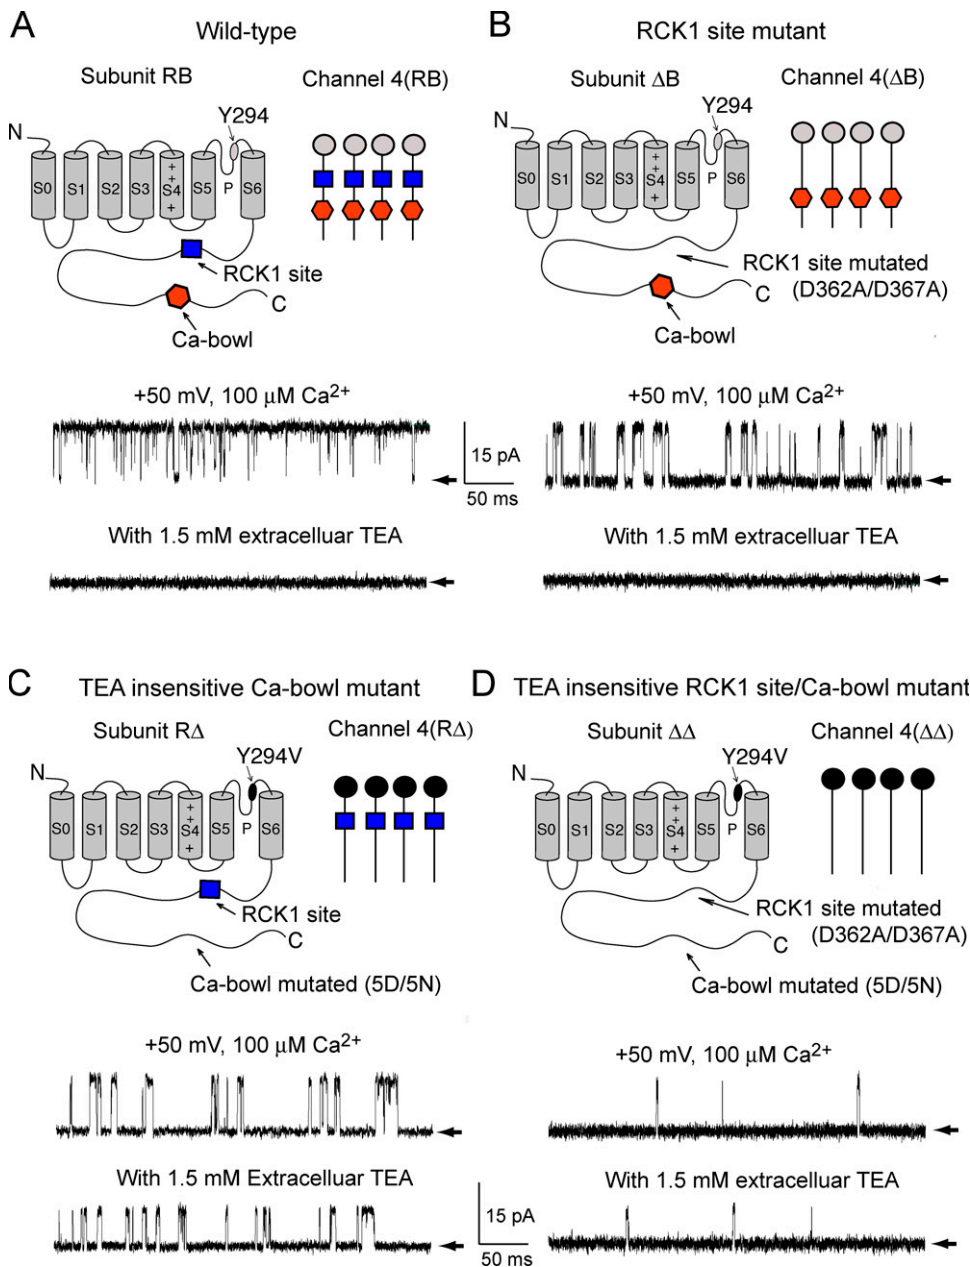 A
Wild-type
Subunit RB
Channel 4(RB)
Y294
N
S0
S1
S2
S3
+
+
S4
+
S5
P
S6
RCK1 site
C
Ca-bowl
+50 mV, 100 μM Ca2+
15 pA
50 ms
With 1.5 mM extracelluar TEA
B
RCK1 site mutant
Subunit ΔB
Channel 4(ΔB)
Y294
N
S0
S1
S2
S3
+
+
S4
+
S5
P
S6
RCK1 site mutated
(D362A/D367A)
C
Ca-bowl
+50 mV, 100 μM Ca2+
With 1.5 mM extracelluar TEA
C
TEA insensitive Ca-bowl mutant
Subunit RΔ
Channel 4(RΔ)
Y294V
N
S0
S1
S2
S3
+
+
S4
+
S5
P
S6
RCK1 site
C
Ca-bowl mutated (5D/5N)
+50 mV, 100 μM Ca2+
With 1.5 mM Extracelluar TEA
15 pA
50 ms
D
TEA insensitive RCK1 site/Ca-bowl mutant
Subunit ΔΔ
Channel 4(ΔΔ)
Y294V
N
S0
S1
S2
S3
+
+
S4
+
S5
P
S6
RCK1 site mutated
(D362A/D367A)
C
Ca-bowl mutated (5D/5N)
+50 mV, 100 μM Ca2+
With 1.5 mM extracelluar TEA